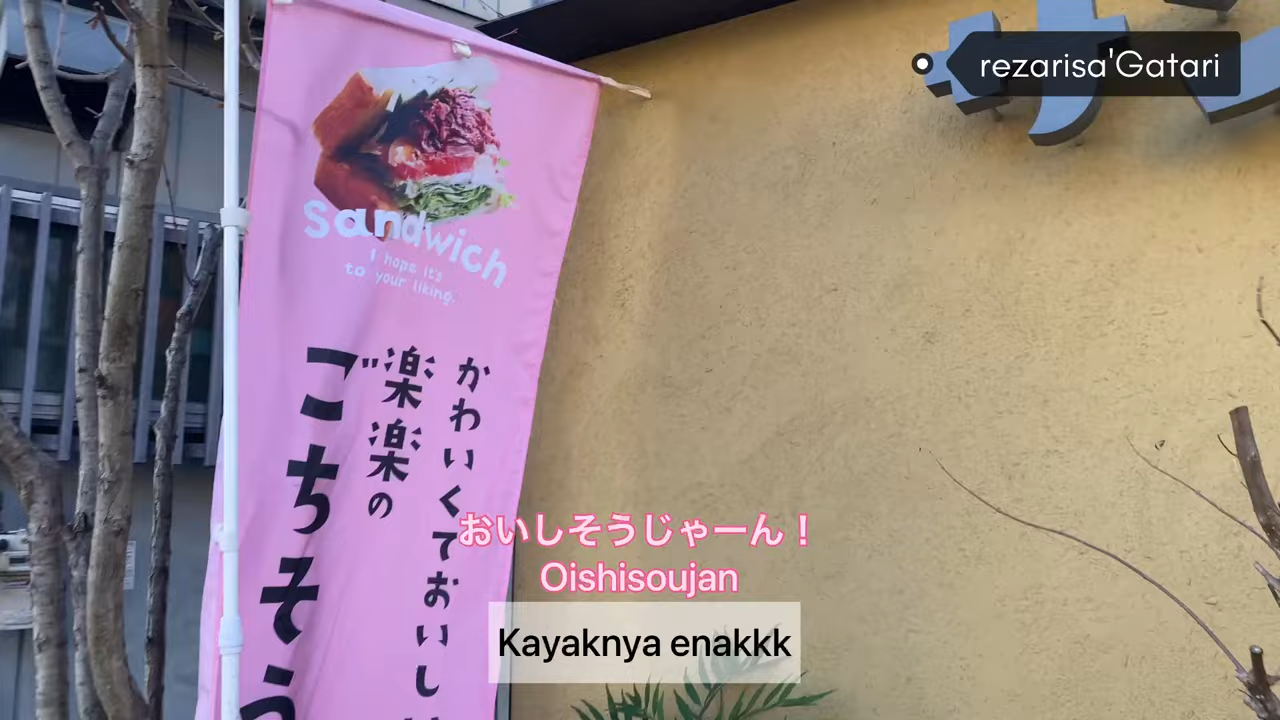 rezarisa'Gatari
サ
Sandwich
I hope it's
to your liking.
かわいくておいし
楽楽の
ごちそう
おいしそうじゃーん！
Oishisoujan
Kayaknya enakkk